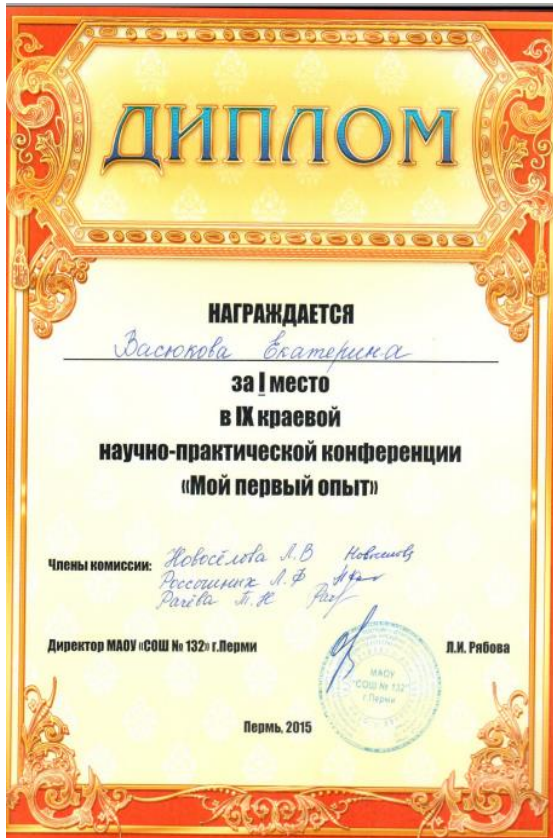 ДИПЛОМ
НАГРАЖДАЕТСЯ
Васюкова Екатерина
за I место
в IX краевой
научно-практической конференции
«Мой первый опыт»
Члены комиссии: Новосёлова Л.В
Россошных Л.Ф
Рачёва Т.Н
Директор МАОУ «СОШ № 132» г.Перми Л.И. Рябова
МАОУ
"СОШ № 132"
г.Перми
Пермь, 2015